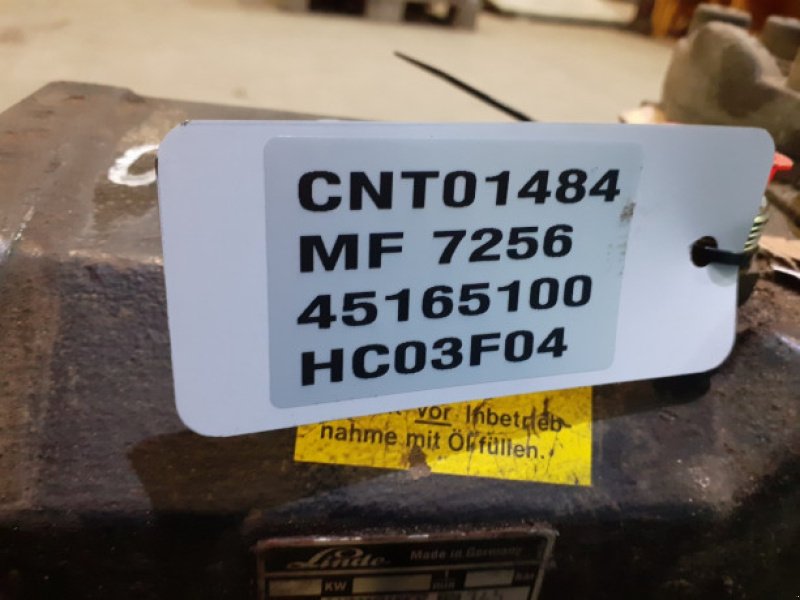 CNT01484
MF 7256
45165100
HC03F04
vor Inbetrieb-
nahme mit Öl füllen.
Linde Made in Germany
KW